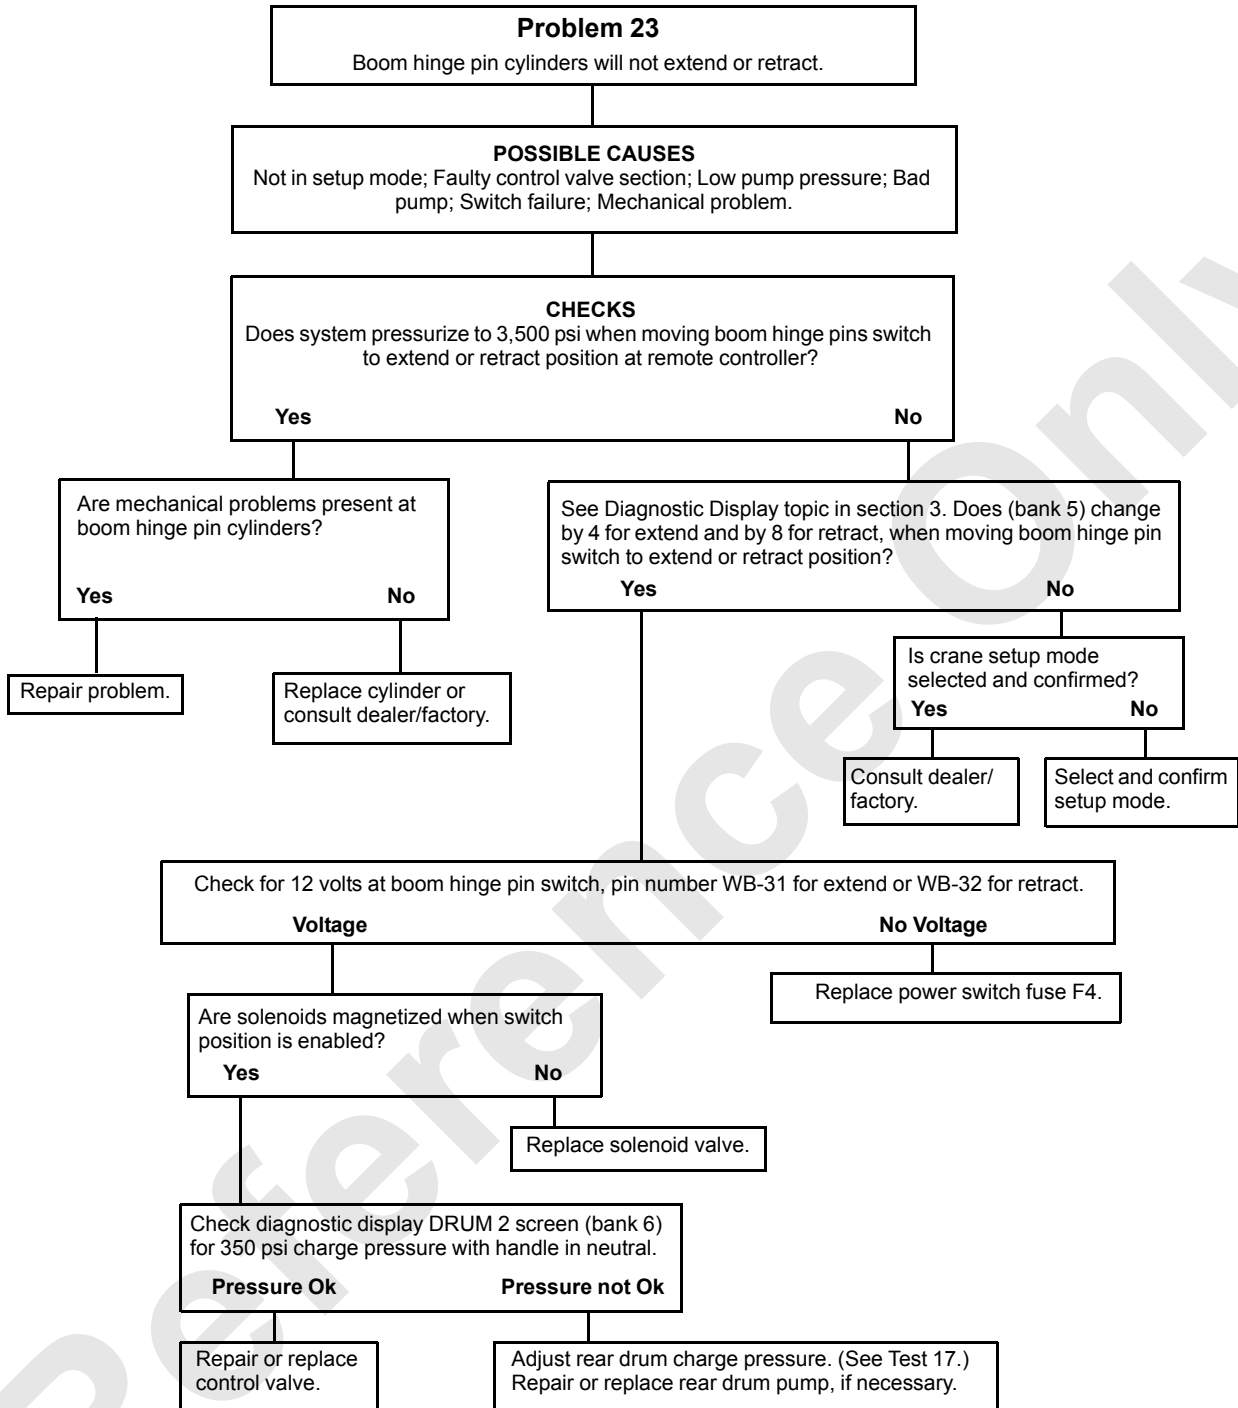 Problem 23
Boom hinge pin cylinders will not extend or retract.
POSSIBLE CAUSES
Not in setup mode; Faulty control valve section; Low pump pressure; Bad
pump; Switch failure; Mechanical problem.
CHECKS
Does system pressurize to 3,500 psi when moving boom hinge pins switch
to extend or retract position at remote controller?
Yes
No
Are mechanical problems present at
boom hinge pin cylinders?
Yes
No
See Diagnostic Display topic in section 3. Does (bank 5) change
by 4 for extend and by 8 for retract, when moving boom hinge pin
switch to extend or retract position?
Yes
No
Repair problem.
Replace cylinder or
consult dealer/factory.
Is crane setup mode
selected and confirmed?
Yes
No
Consult dealer/
factory.
Select and confirm
setup mode.
Check for 12 volts at boom hinge pin switch, pin number WB-31 for extend or WB-32 for retract.
Voltage
No Voltage
Replace power switch fuse F4.
Are solenoids magnetized when switch
position is enabled?
Yes
No
Replace solenoid valve.
Check diagnostic display DRUM 2 screen (bank 6)
for 350 psi charge pressure with handle in neutral.
Pressure Ok
Pressure not Ok
Repair or replace
control valve.
Adjust rear drum charge pressure. (See Test 17.)
Repair or replace rear drum pump, if necessary.
Reference Only